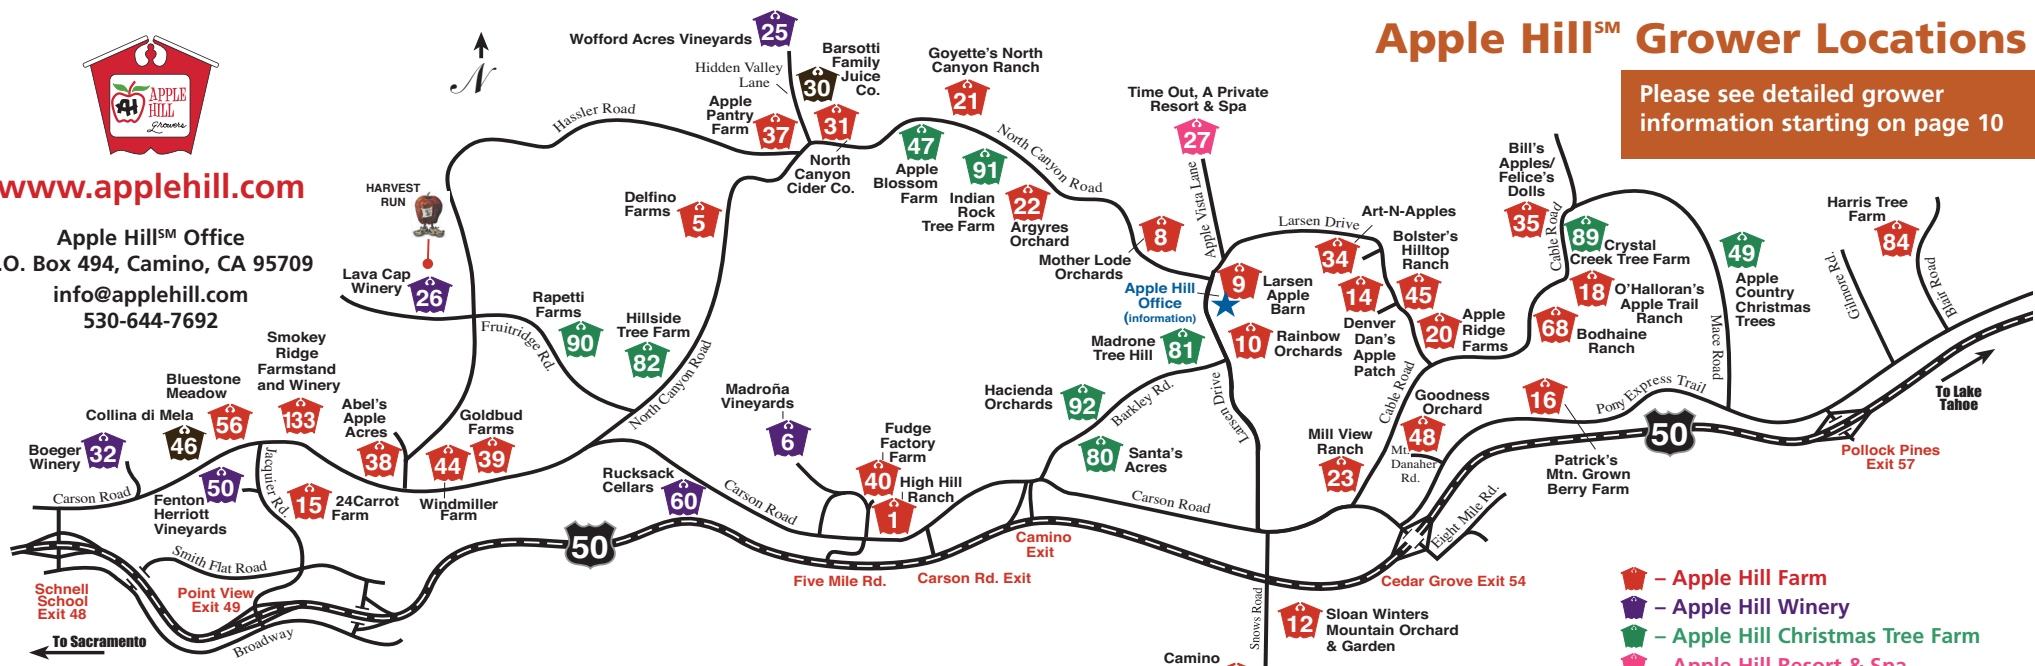 Apple Hill℠ Grower Locations
Please see detailed grower
information starting on page 10
APPLE
HILL
Growers
www.applehill.com
Apple Hill℠ Office
.O. Box 494, Camino, CA 95709
info@applehill.com
530-644-7692
N
HARVEST
RUN
Lava Cap
Winery
26
Hassler Road
Wofford Acres Vineyards
25
Hidden Valley
Lane
Barsotti
Family
Juice
Co.
30
Apple
Pantry
Farm
37
31
North
Canyon
Cider Co.
Goyette's North
Canyon Ranch
21
47
Apple
Blossom
Farm
91
Indian
Rock
Tree Farm
North Canyon Road
22
Argyres
Orchard
Delfino
Farms
5
Time Out, A Private
Resort & Spa
27
Apple Vista Lane
8
Mother Lode
Orchards
Larsen Drive
Art-N-Apples
34
Bolster's
Hilltop
Ranch
45
Apple Hill
Office
(information)
9
Larsen
Apple
Barn
14
Denver
Dan's
Apple
Patch
20
Apple
Ridge
Farms
Madrone
Tree Hill
81
10
Rainbow
Orchards
Bill's
Apples/
Felice's
Dolls
35
Cable Road
89
Crystal
Creek Tree Farm
18
O'Halloran's
Apple Trail
Ranch
68
Bodhaine
Ranch
49
Apple
Country
Christmas
Trees
Mace Road
Harris Tree
Farm
84
Gilmore Rd.
Blair Road
To Lake
Tahoe
Rapetti
Farms
90
Hillside
Tree Farm
82
Fruitridge Rd.
North Canyon Road
Smokey
Ridge
Farmstand
and Winery
133
Bluestone
Meadow
56
Collina di Mela
46
Boeger
Winery
32
Carson Road
Abel's
Apple
Acres
38
Goldbud
Farms
39
44
Windmiller
Farm
Fenton
Herriott
Vineyards
50
Jacquier Rd.
15
24Carrot
Farm
Madroña
Vineyards
6
Rucksack
Cellars
60
Carson Road
Fudge
Factory
Farm
40
High Hill
Ranch
1
Hacienda
Orchards
92
Barkley Rd.
Larsen Drive
80
Santa's
Acres
Carson Road
Cable Road
Goodness
Orchard
48
Mt.
Danaher
Rd.
Mill View
Ranch
23
16
Patrick's
Mtn. Grown
Berry Farm
Pony Express Trail
50
Pollock Pines
Exit 57
Eight Mile Rd.
50
Smith Flat Road
Schnell
School
Exit 48
Point View
Exit 49
Broadway
To Sacramento
Five Mile Rd.
Carson Rd. Exit
Camino
Exit
Cedar Grove Exit 54
Snows Road
12
Sloan Winters
Mountain Orchard
& Garden
Camino
– Apple Hill Farm
– Apple Hill Winery
– Apple Hill Christmas Tree Farm
– Apple Hill Resort & Spa